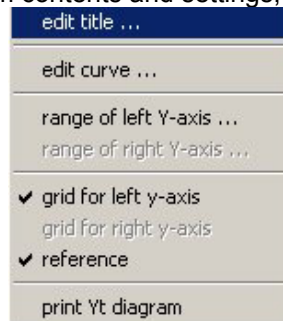 contents and settings,
edit title ...
edit curve ...
range of left Y-axis ...
range of right Y-axis ...
grid for left y-axis
grid for right y-axis
reference
print Yt diagram